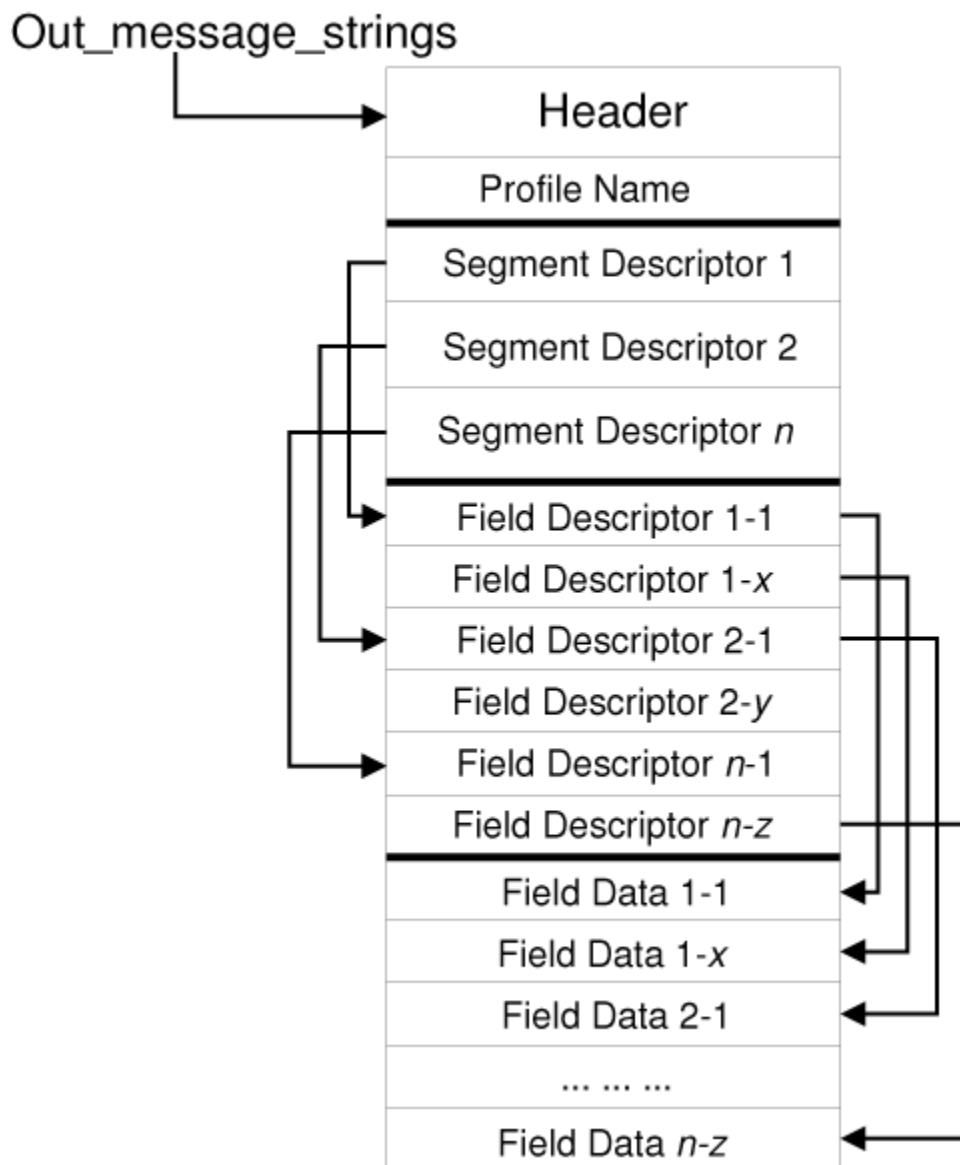 Out_message_strings
Header
Profile Name
Segment Descriptor 1
Segment Descriptor 2
Segment Descriptor n
Field Descriptor 1-1
Field Descriptor 1-x
Field Descriptor 2-1
Field Descriptor 2-y
Field Descriptor n-1
Field Descriptor n-z
Field Data 1-1
Field Data 1-x
Field Data 2-1
... ... ...
Field Data n-z